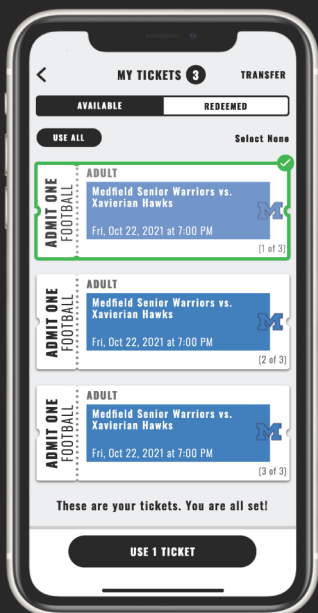 MY TICKETS 3 TRANSFER
AVAILABLE REDEEMED
USE ALL Select None
ADMIT ONE
FOOTBALL
ADULT
Medfield Senior Warriors vs.
Xavierian Hawks
Fri, Oct 22, 2021 at 7:00 PM
M
(1 of 3)
ADMIT ONE
FOOTBALL
ADULT
Medfield Senior Warriors vs.
Xavierian Hawks
Fri, Oct 22, 2021 at 7:00 PM
M
(2 of 3)
ADMIT ONE
FOOTBALL
ADULT
Medfield Senior Warriors vs.
Xavierian Hawks
Fri, Oct 22, 2021 at 7:00 PM
M
(3 of 3)
These are your tickets. You are all set!
USE 1 TICKET